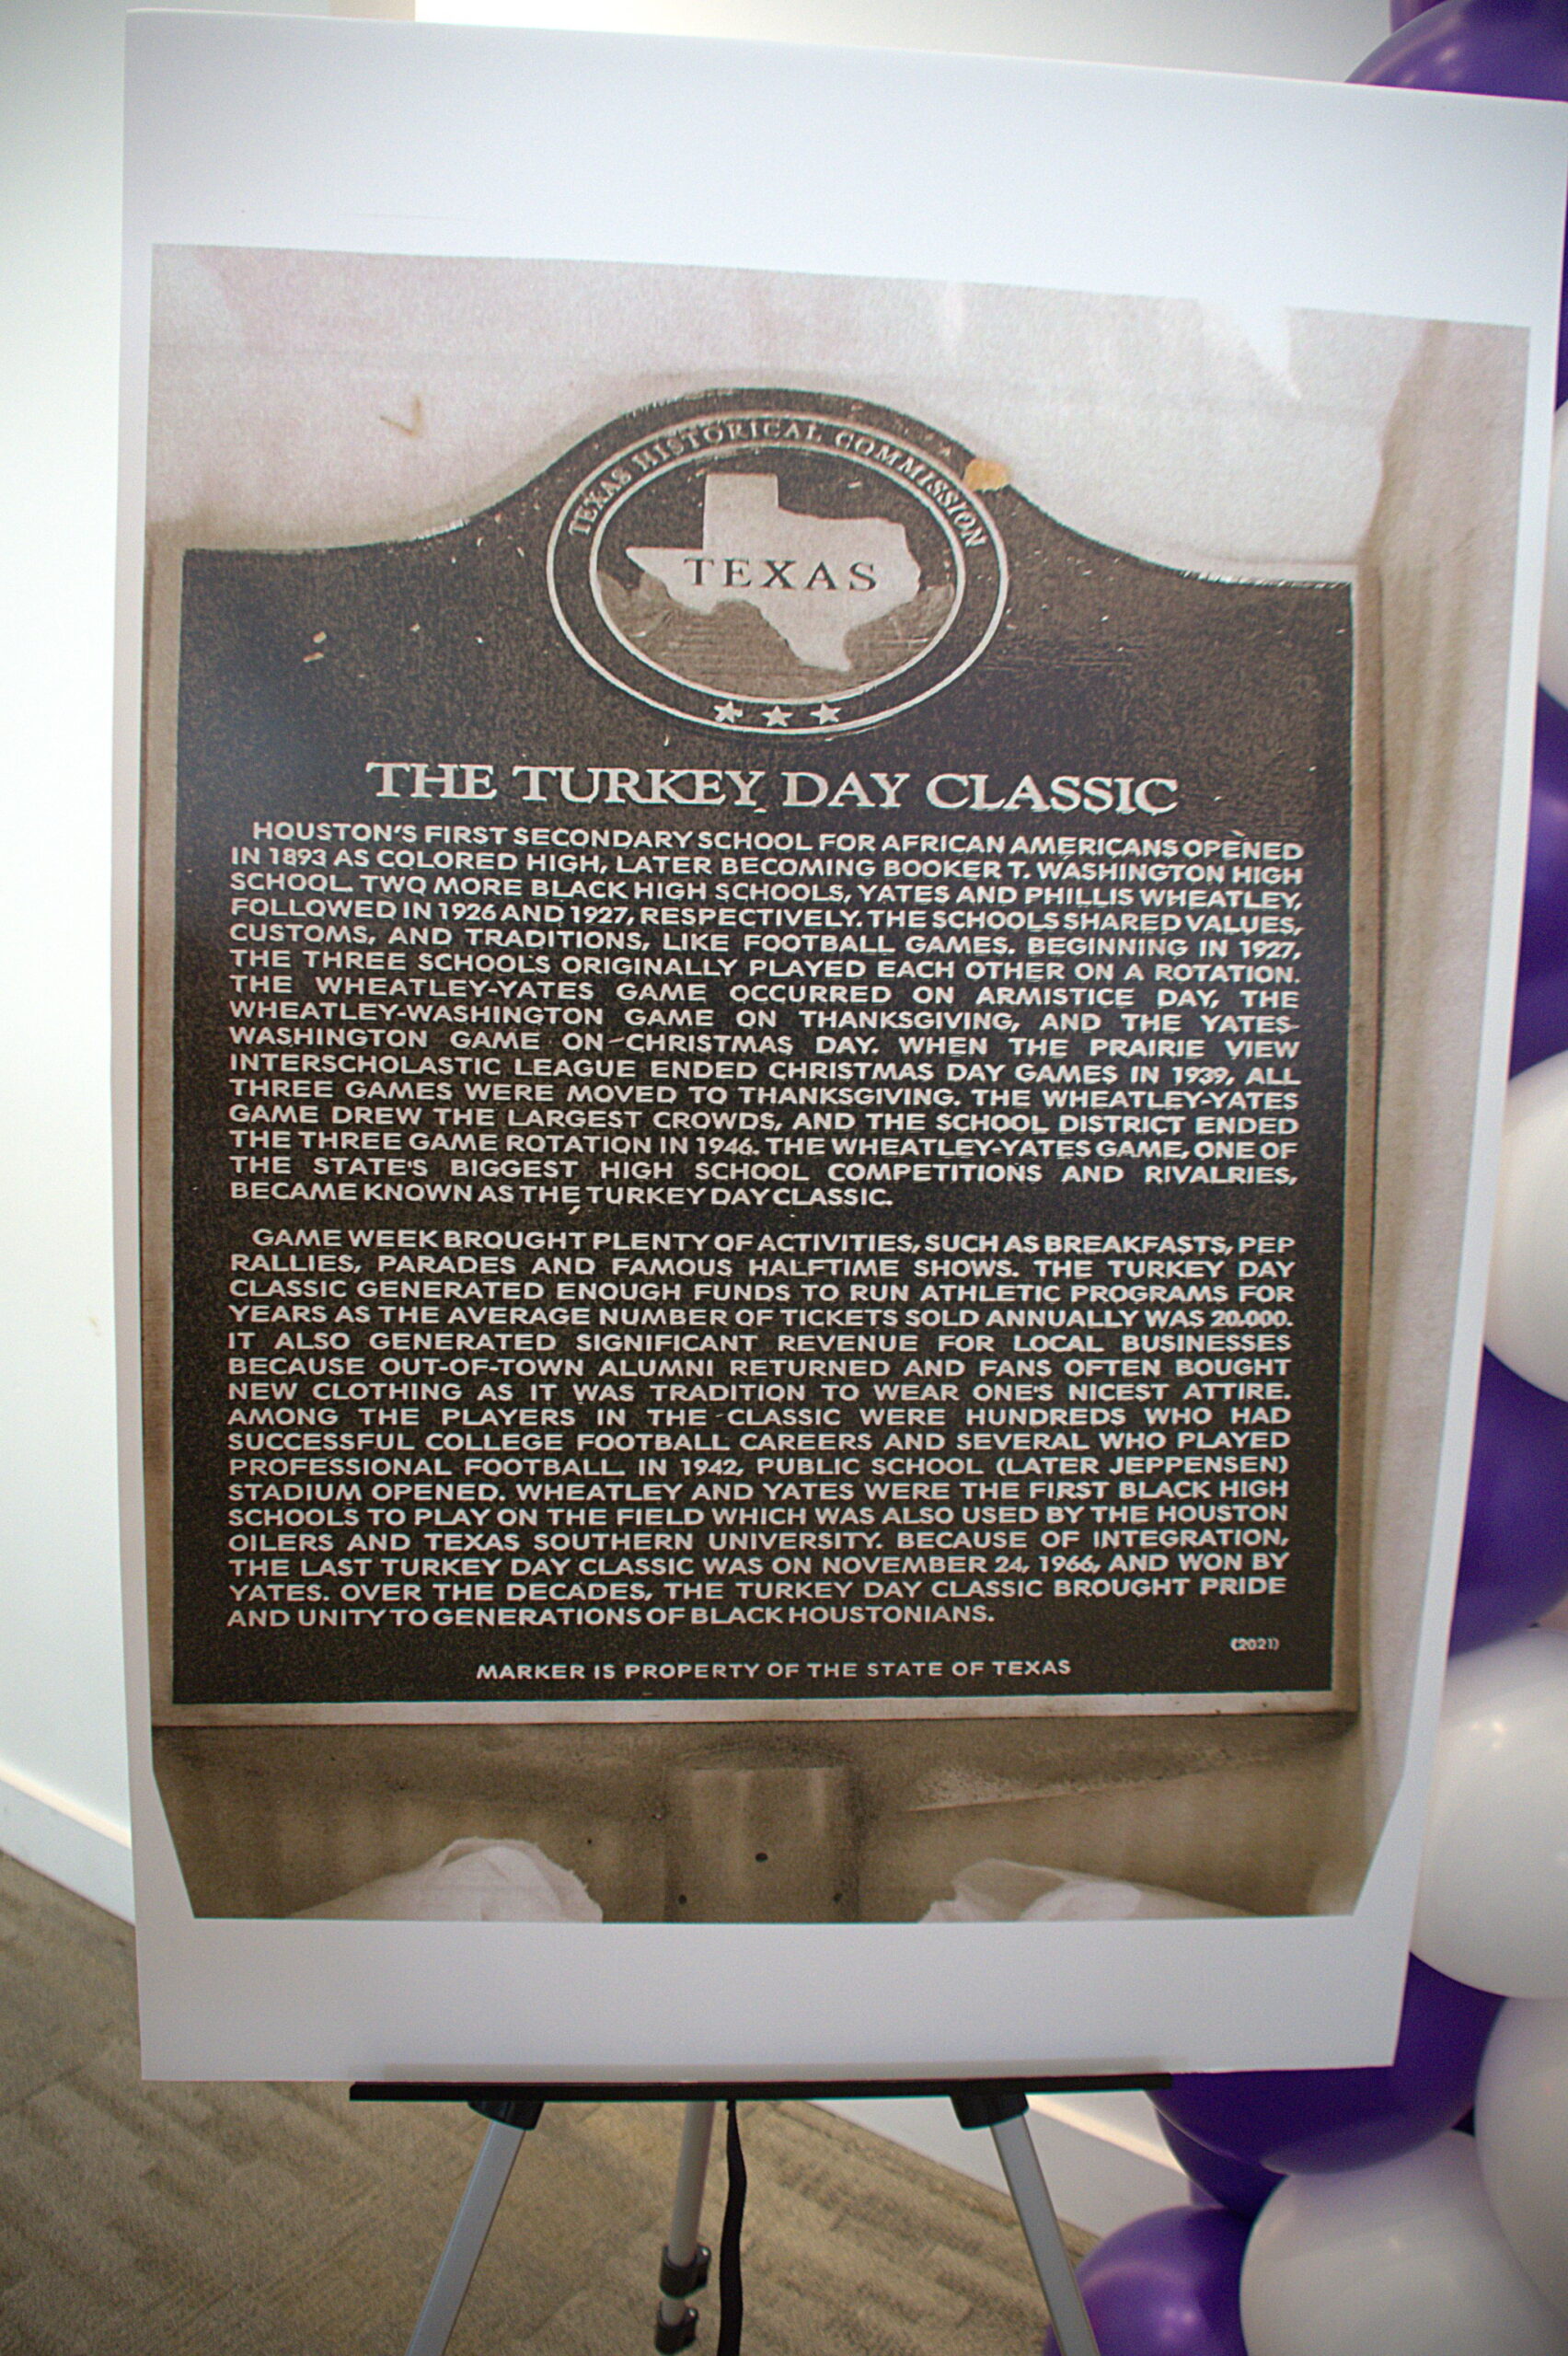 TEXAS HISTORICAL COMMISSION
TEXAS
THE TURKEY DAY CLASSIC
HOUSTON'S FIRST SECONDARY SCHOOL FOR AFRICAN AMERICANS OPENED
IN 1893 AS COLORED HIGH, LATER BECOMING BOOKER T. WASHINGTON HIGH
SCHOOL. TWO MORE BLACK HIGH SCHOOLS, YATES AND PHILLIS WHEATLEY,
FOLLOWED IN 1926 AND 1927, RESPECTIVELY. THE SCHOOLS SHARED VALUES,
CUSTOMS, AND TRADITIONS, LIKE FOOTBALL GAMES. BEGINNING IN 1927,
THE THREE SCHOOLS ORIGINALLY PLAYED EACH OTHER ON A ROTATION.
THE WHEATLEY-YATES GAME OCCURRED ON ARMISTICE DAY, THE
WHEATLEY-WASHINGTON GAME ON THANKSGIVING, AND THE YATES-
WASHINGTON GAME ON CHRISTMAS DAY. WHEN THE PRAIRIE VIEW
INTERSCHOLASTIC LEAGUE ENDED CHRISTMAS DAY GAMES IN 1939, ALL
THREE GAMES WERE MOVED TO THANKSGIVING. THE WHEATLEY-YATES
GAME DREW THE LARGEST CROWDS, AND THE SCHOOL DISTRICT ENDED
THE THREE GAME ROTATION IN 1946. THE WHEATLEY-YATES GAME, ONE OF
THE STATE'S BIGGEST HIGH SCHOOL COMPETITIONS AND RIVALRIES,
BECAME KNOWN AS THE TURKEY DAY CLASSIC.
GAME WEEK BROUGHT PLENTY OF ACTIVITIES, SUCH AS BREAKFASTS, PEP
RALLIES, PARADES AND FAMOUS HALFTIME SHOWS. THE TURKEY DAY
CLASSIC GENERATED ENOUGH FUNDS TO RUN ATHLETIC PROGRAMS FOR
YEARS AS THE AVERAGE NUMBER OF TICKETS SOLD ANNUALLY WAS 20,000.
IT ALSO GENERATED SIGNIFICANT REVENUE FOR LOCAL BUSINESSES
BECAUSE OUT-OF-TOWN ALUMNI RETURNED AND FANS OFTEN BOUGHT
NEW CLOTHING AS IT WAS TRADITION TO WEAR ONE'S NICEST ATTIRE.
AMONG THE PLAYERS IN THE CLASSIC WERE HUNDREDS WHO HAD
SUCCESSFUL COLLEGE FOOTBALL CAREERS AND SEVERAL WHO PLAYED
PROFESSIONAL FOOTBALL. IN 1942, PUBLIC SCHOOL (LATER JEPPENSEN)
STADIUM OPENED. WHEATLEY AND YATES WERE THE FIRST BLACK HIGH
SCHOOLS TO PLAY ON THE FIELD WHICH WAS ALSO USED BY THE HOUSTON
OILERS AND TEXAS SOUTHERN UNIVERSITY. BECAUSE OF INTEGRATION,
THE LAST TURKEY DAY CLASSIC WAS ON NOVEMBER 24, 1966, AND WON BY
YATES. OVER THE DECADES, THE TURKEY DAY CLASSIC BROUGHT PRIDE
AND UNITY TO GENERATIONS OF BLACK HOUSTONIANS.
(2021)
MARKER IS PROPERTY OF THE STATE OF TEXAS